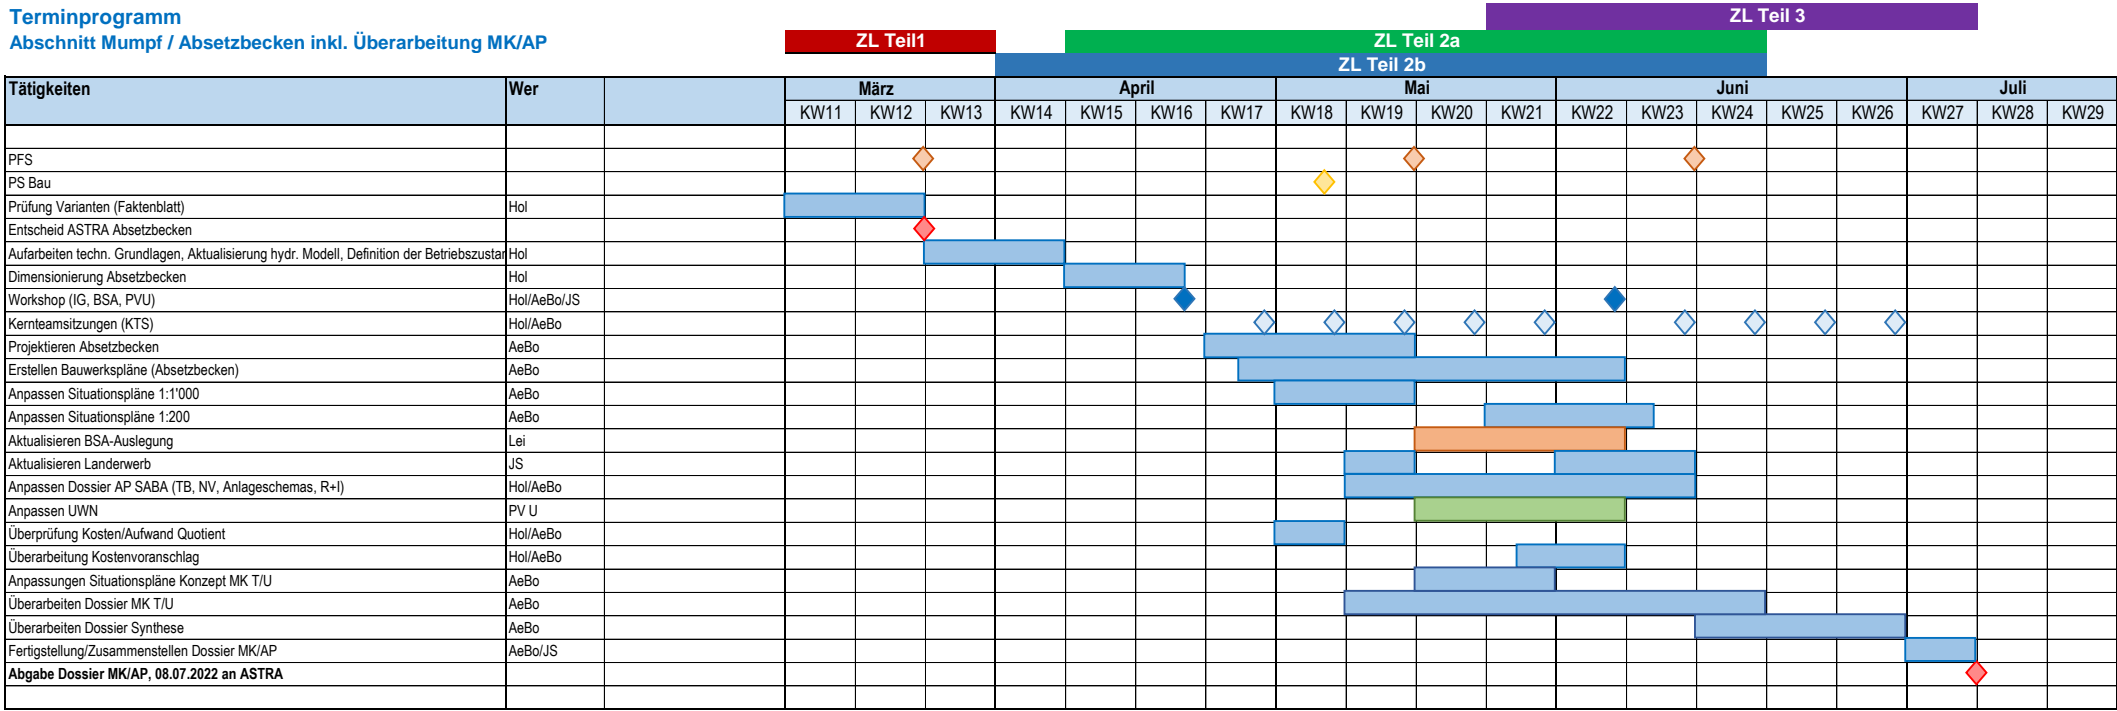 Terminprogramm
ZL Teil 3
Abschnitt Mumpf / Absetzbecken inkl. Überarbeitung MK/AP
ZL Teil1
ZL Teil 2a
ZL Teil 2b
Tätigkeiten Wer März April Mai Juni Juli
KW11 KW12 KW13 KW14 KW15 KW16 KW17 KW18 KW19 KW20 KW21 KW22 KW23 KW24 KW25 KW26 KW27 KW28 KW29
PFS
PS Bau
Prüfung Varianten (Faktenblatt) Hol
Entscheid ASTRA Absetzbecken
Aufarbeiten techn. Grundlagen, Aktualisierung hydr. Modell, Definition der Betriebszustar Hol
Dimensionierung Absetzbecken Hol
Workshop (IG, BSA, PVU) Hol/AeBo/JS
Kernteamsitzungen (KTS) Hol/AeBo
Projektieren Absetzbecken AeBo
Erstellen Bauwerkspläne (Absetzbecken) AeBo
Anpassen Situationspläne 1:1'000 AeBo
Anpassen Situationspläne 1:200 AeBo
Aktualisieren BSA-Auslegung Lei
Aktualisieren Landerwerb JS
Anpassen Dossier AP SABA (TB, NV, Anlageschemas, R+I) Hol/AeBo
Anpassen UWN PV U
Überprüfung Kosten/Aufwand Quotient Hol/AeBo
Überarbeitung Kostenvoranschlag Hol/AeBo
Anpassungen Situationspläne Konzept MK T/U AeBo
Überarbeiten Dossier MK T/U AeBo
Überarbeiten Dossier Synthese AeBo
Fertigstellung/Zusammenstellen Dossier MK/AP AeBo/JS
Abgabe Dossier MK/AP, 08.07.2022 an ASTRA